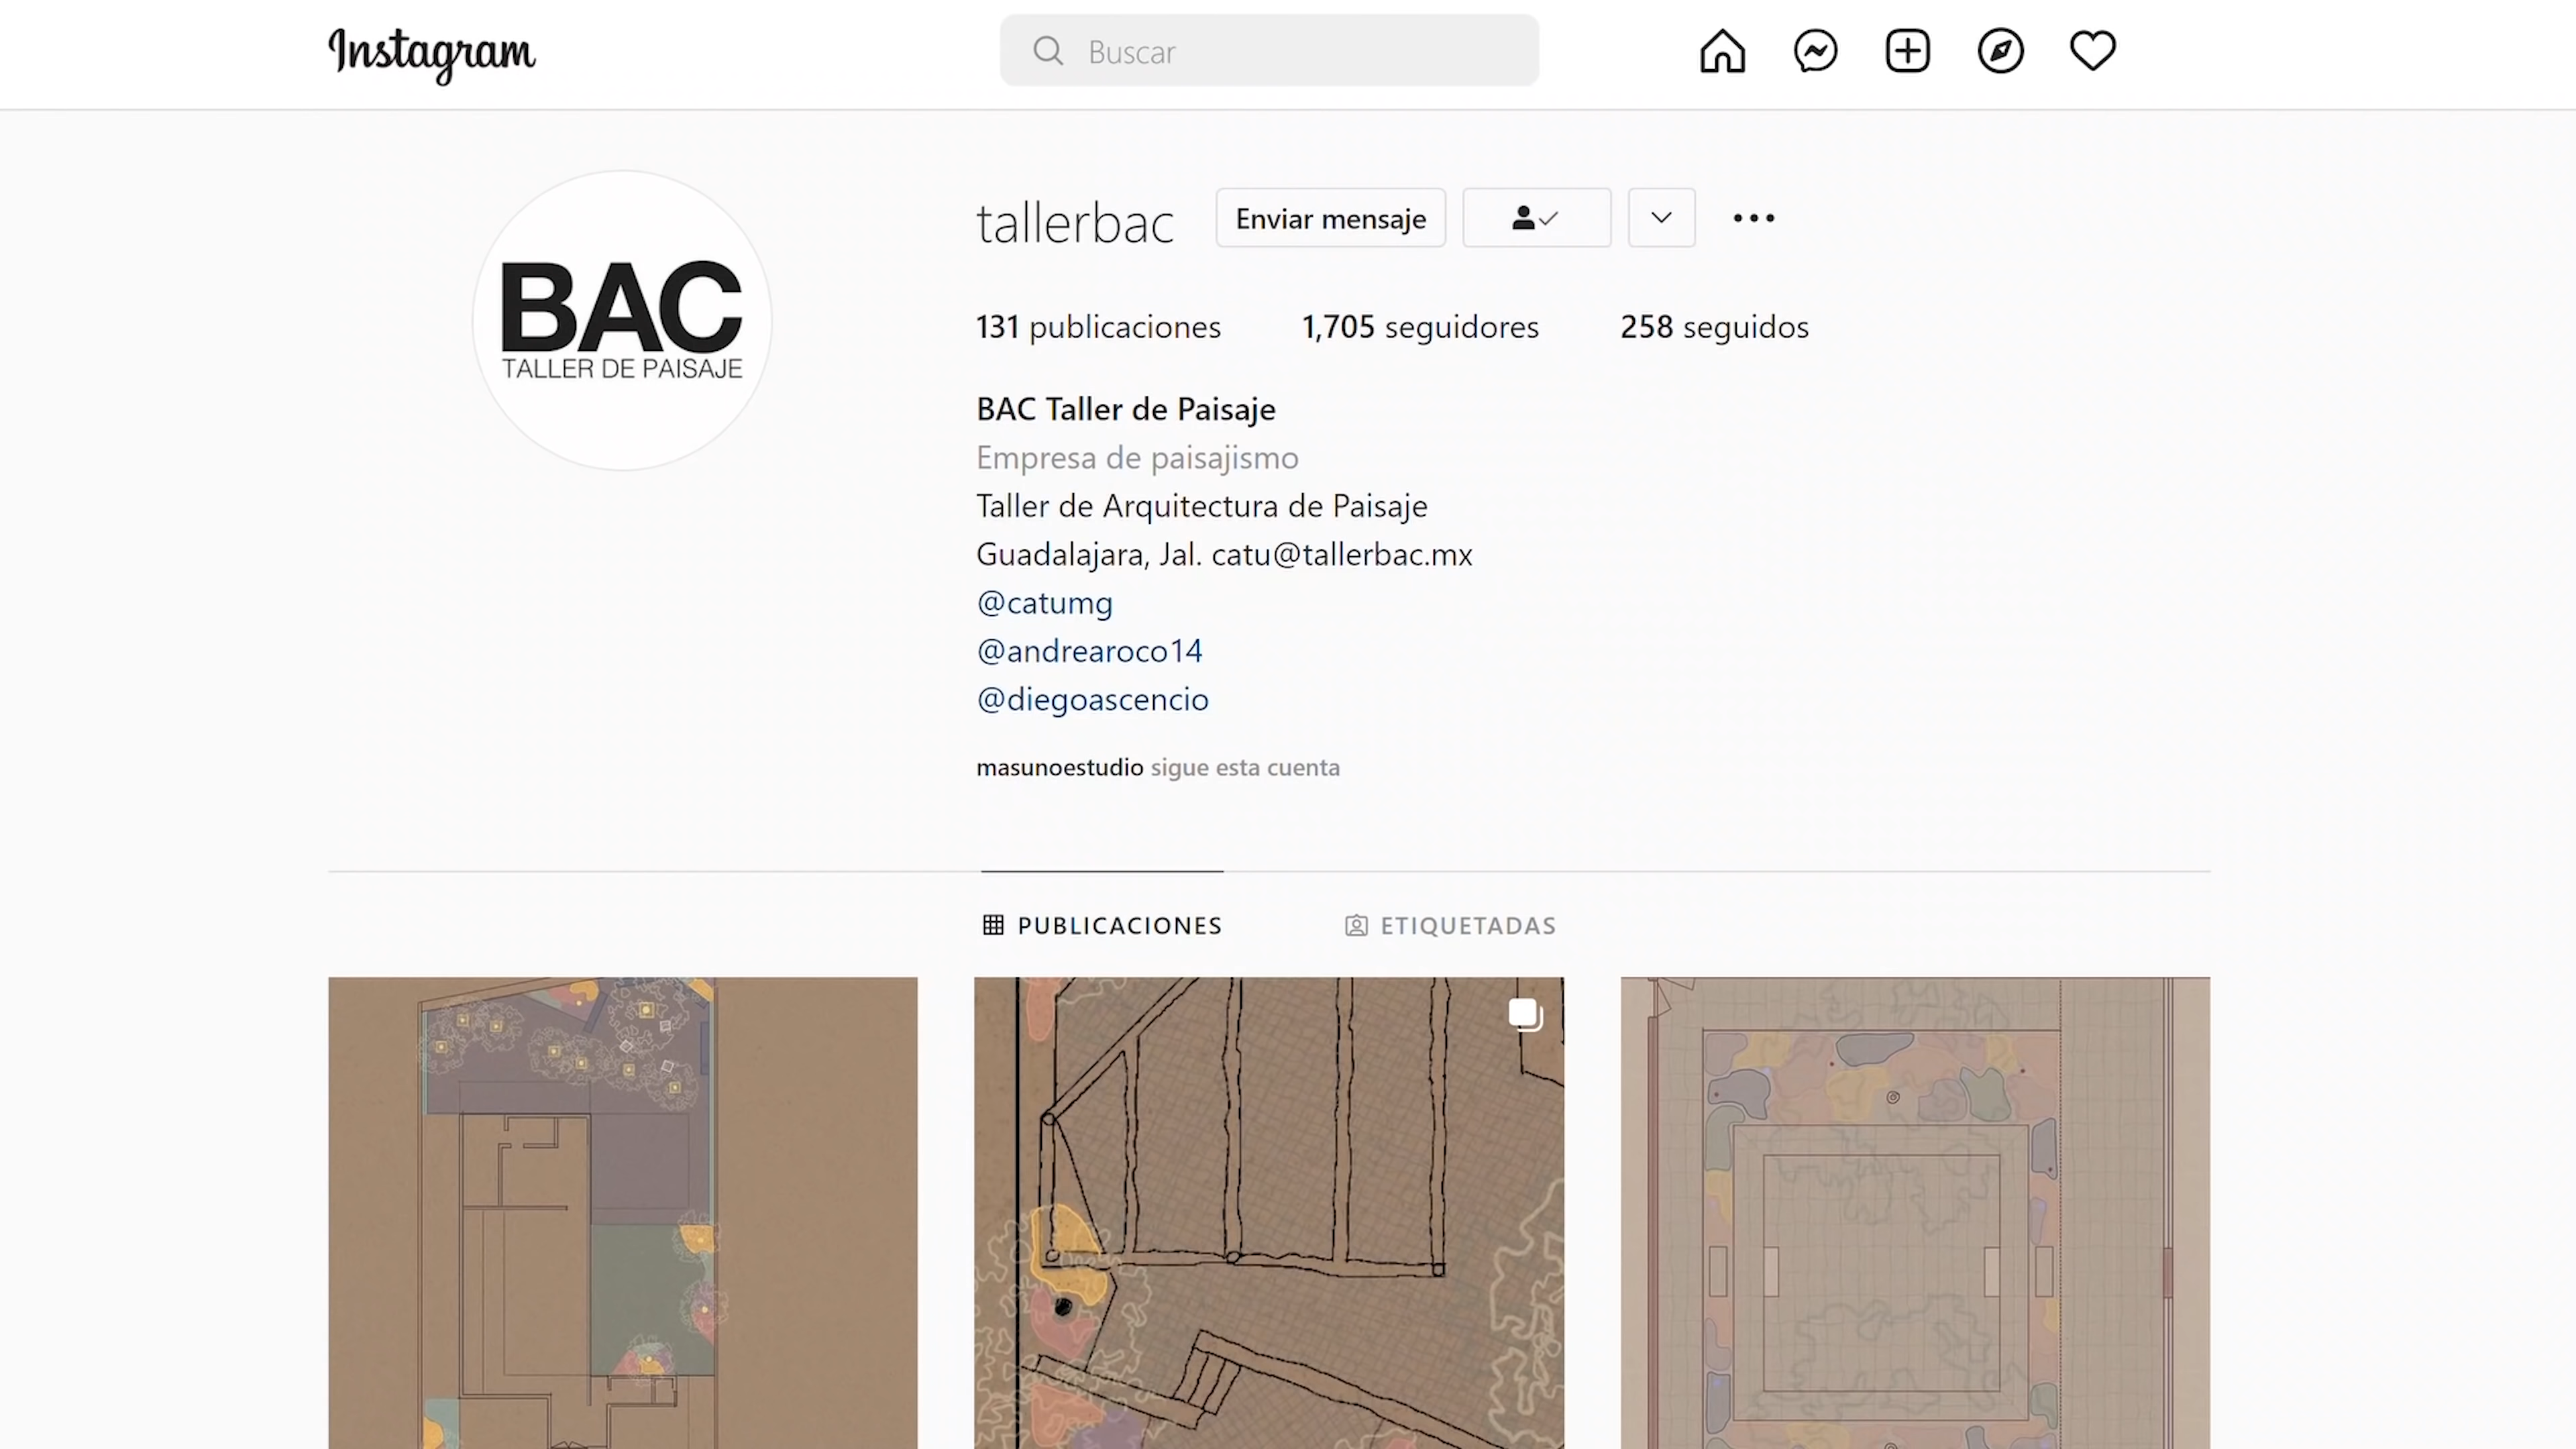 Instagram
Buscar
BAC
TALLER DE PAISAJE
tallerbac
Enviar mensaje
131 publicaciones
1,705 seguidores
258 seguidos
BAC Taller de Paisaje
Empresa de paisajismo
Taller de Arquitectura de Paisaje
Guadalajara, Jal. catu@tallerbac.mx
@catumg
@andrearoco14
@diegoascencio
masunoestudio sigue esta cuenta
PUBLICACIONES
ETIQUETADAS